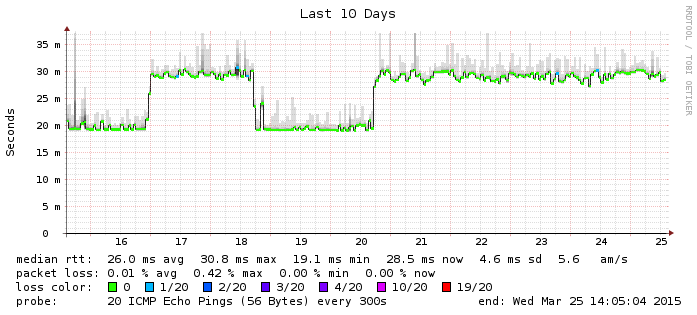 Last 10 Days
RRDTOOL / TOBI OETIKER
Seconds
35 m
30 m
25 m
20 m
15 m
10 m
5 m
0
16 17 18 19 20 21 22 23 24 25
median rtt: 26.0 ms avg 30.8 ms max 19.1 ms min 28.5 ms now 4.6 ms sd 5.6 am/s
packet loss: 0.01 % avg 0.42 % max 0.00 % min 0.00 % now
loss color: 0 1/20 2/20 3/20 4/20 10/20 19/20
probe: 20 ICMP Echo Pings (56 Bytes) every 300s end: Wed Mar 25 14:05:04 2015